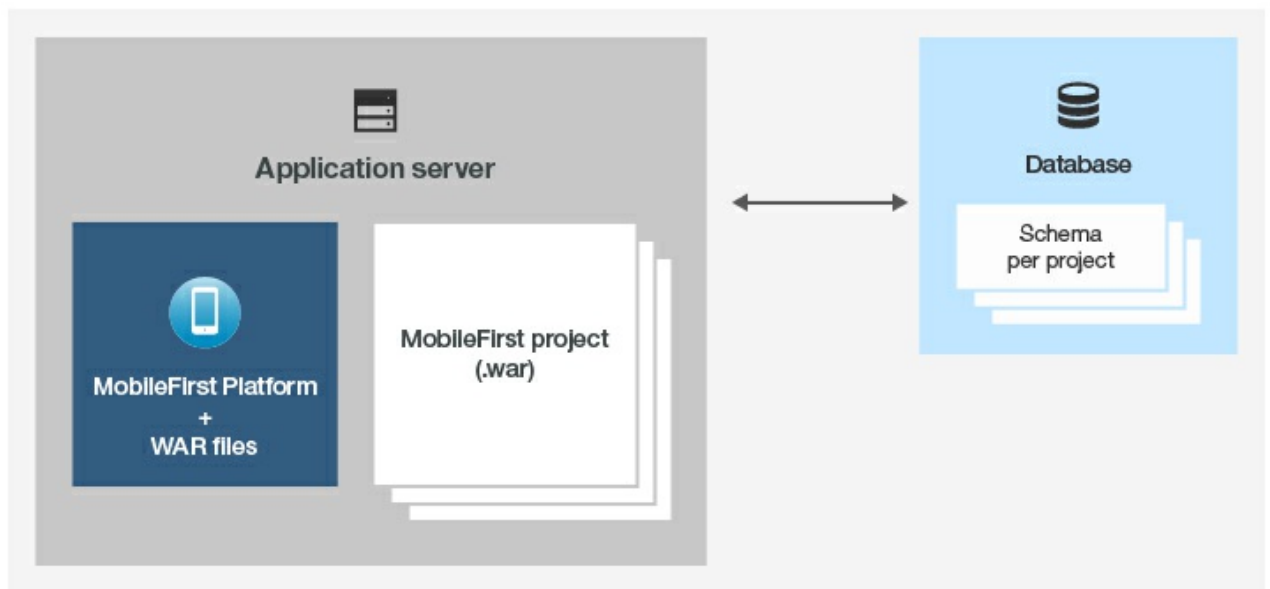 Application server
MobileFirst Platform
+
WAR files
MobileFirst project
(.war)
Database
Schema
per project